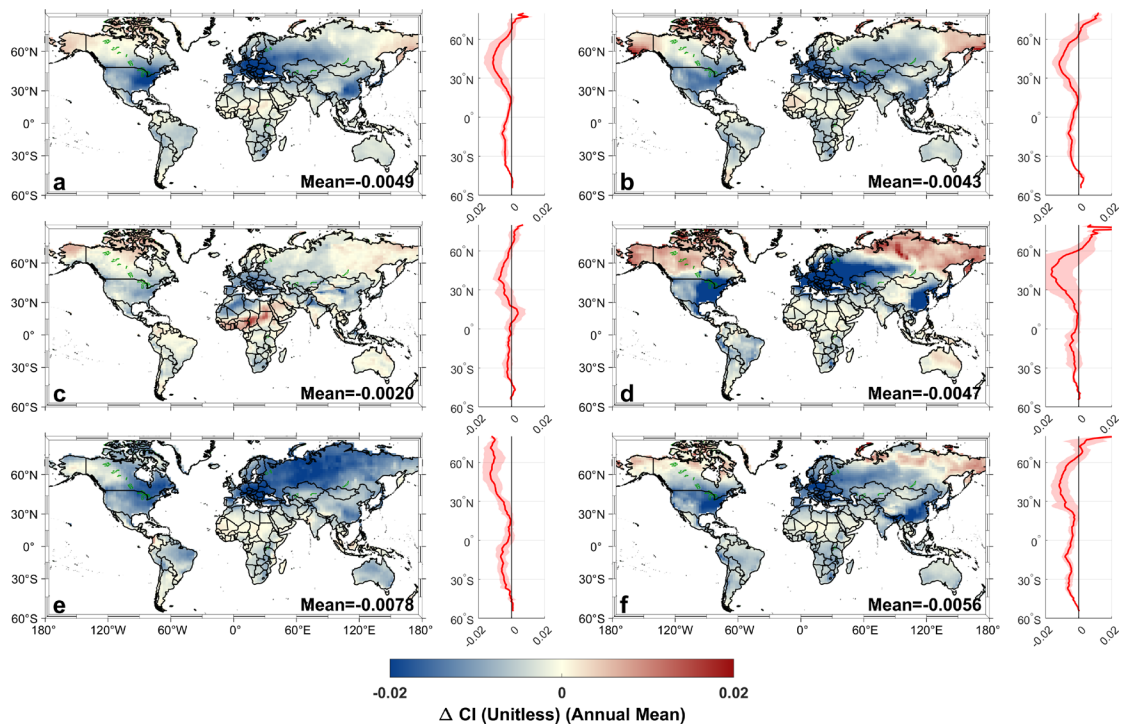 60°N
30°N
0°
30°S
60°S
a
Mean=-0.0049
60°N
30°N
0
30°S
60°S
-0.02
0
0.02
60°N
30°N
0°
30°S
60°S
b
Mean=-0.0043
60°N
30°N
0
30°S
60°S
-0.02
0
0.02
60°N
30°N
0°
30°S
60°S
c
Mean=-0.0020
60°N
30°N
0°
30°S
60°S
-0.02
0
0.02
60°N
30°N
0°
30°S
60°S
d
Mean=-0.0047
60°N
30°N
0°
30°S
60°S
-0.02
0
0.02
60°N
30°N
0°
30°S
60°S
e
Mean=-0.0078
180°
120°W
60°W
0°
60°E
120°E
180°
60°N
30°N
0°
30°S
60°S
-0.02
0
0.02
60°N
30°N
0°
30°S
60°S
f
Mean=-0.0056
180°
120°W
60°W
0°
60°E
120°E
180°
60°N
30°N
0°
30°S
60°S
-0.02
0
0.02
-0.02
0
0.02
Δ CI (Unitless) (Annual Mean)